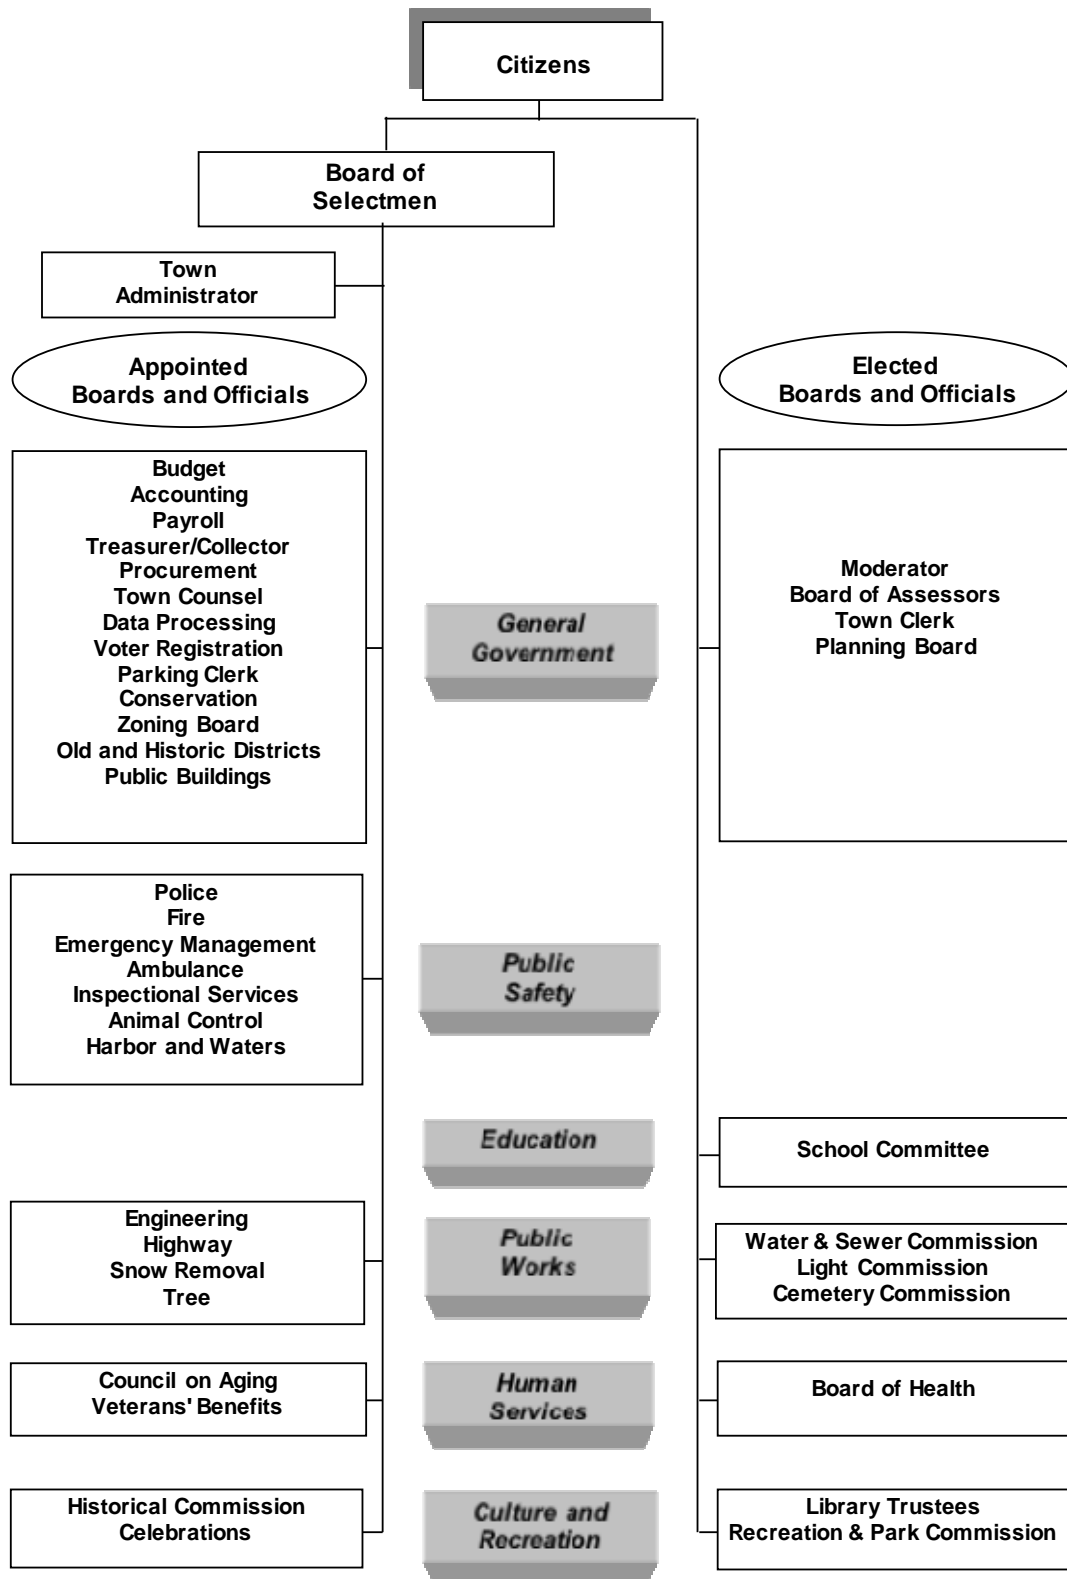 Citizens
Board of
Selectmen
Town
Administrator
Appointed
Boards and Officials
Elected
Boards and Officials
Budget
Accounting
Payroll
Treasurer/Collector
Procurement
Town Counsel
Data Processing
Voter Registration
Parking Clerk
Conservation
Zoning Board
Old and Historic Districts
Public Buildings
General
Government
Moderator
Board of Assessors
Town Clerk
Planning Board
Police
Fire
Emergency Management
Ambulance
Inspectional Services
Animal Control
Harbor and Waters
Public
Safety
Education
School Committee
Engineering
Highway
Snow Removal
Tree
Public
Works
Water & Sewer Commission
Light Commission
Cemetery Commission
Council on Aging
Veterans' Benefits
Human
Services
Board of Health
Historical Commission
Celebrations
Culture and
Recreation
Library Trustees
Recreation & Park Commission